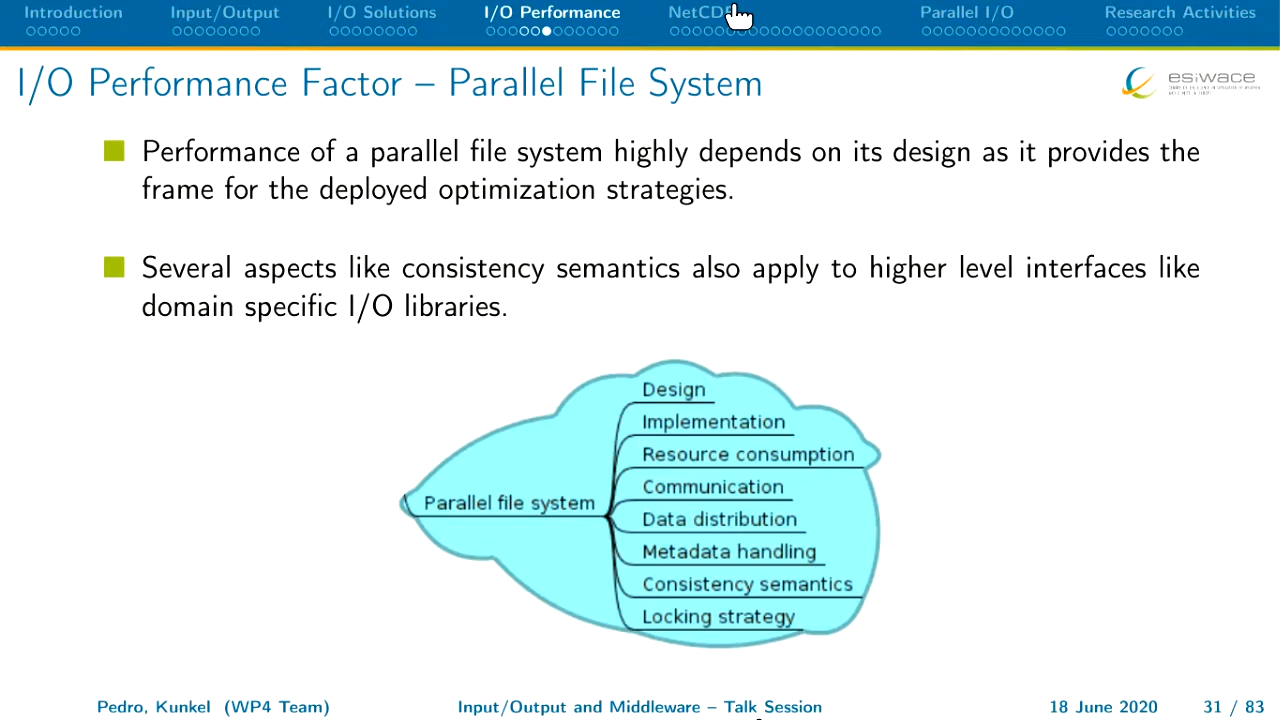 Introduction Input/Output I/O Solutions I/O Performance NetCDF Parallel I/O Research Activities
I/O Performance Factor – Parallel File System
esiwace
Performance of a parallel file system highly depends on its design as it provides the
frame for the deployed optimization strategies.
Several aspects like consistency semantics also apply to higher level interfaces like
domain specific I/O libraries.
Design
Implementation
Resource consumption
Communication
Parallel file system
Data distribution
Metadata handling
Consistency semantics
Locking strategy
Pedro, Kunkel (WP4 Team) Input/Output and Middleware – Talk Session 18 June 2020 31 / 83